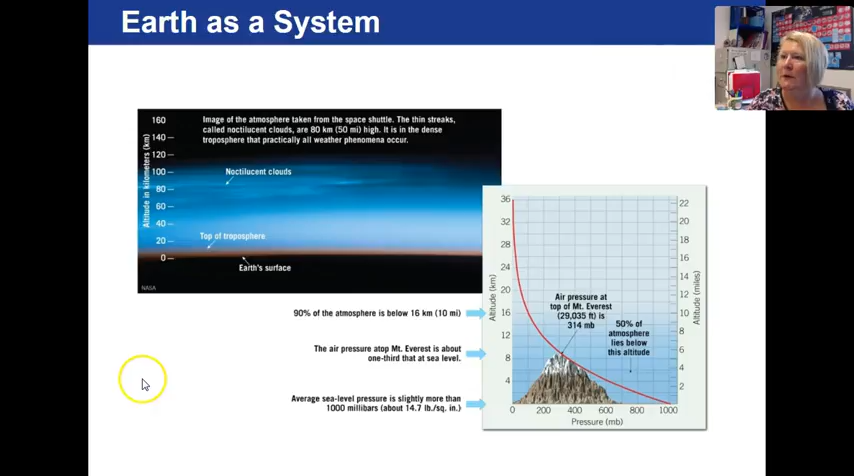 Earth as a System
160
140
120
100
80
60
40
20
0
Altitude in kilometers (km)
Image of the atmosphere taken from the space shuttle. The thin streaks,
called noctilucent clouds, are 80 km (50 mi) high. It is in the dense
troposphere that practically all weather phenomena occur.
Noctilucent clouds
Top of troposphere
Earth's surface
NASA
90% of the atmosphere is below 16 km (10 mi)
The air pressure atop Mt. Everest is about
one-third that at sea level.
Average sea-level pressure is slightly more than
1000 millibars (about 14.7 lb./sq. in.)
36
32
28
24
20
16
12
8
4
Altitude (km)
Air pressure at
top of Mt. Everest
(29,035 ft) is
314 mb
50% of
atmosphere
lies below
this altitude
22
20
18
16
14
12
10
8
6
4
2
Altitude (miles)
0 200 400 600 800 1000
Pressure (mb)